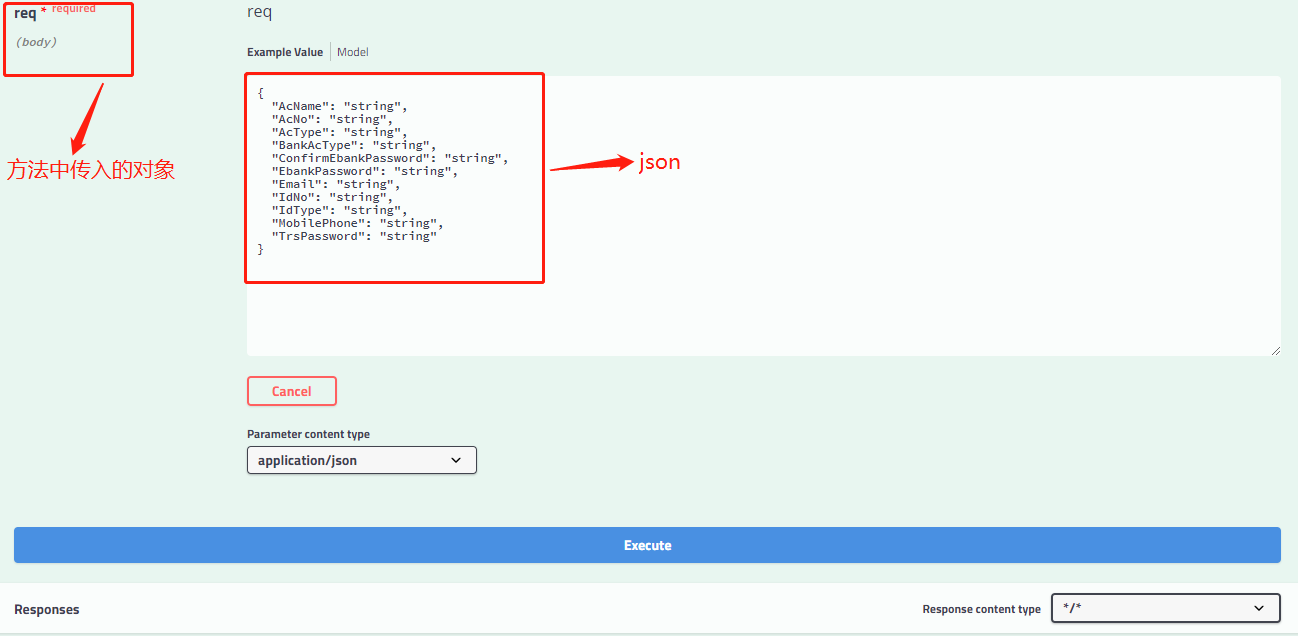 req * required
req
(body)
Example Value
Model
{
"AcName": "string",
"AcNo": "string",
"AcType": "string",
"BankAcType": "string",
"ConfirmEbankPassword": "string",
"EbankPassword": "string",
"Email": "string",
"IdNo": "string",
"IdType": "string",
"MobilePhone": "string",
"TrsPassword": "string"
}
方法中传入的对象
json
Cancel
Parameter content type
application/json
Execute
Responses
Response content type
*/*